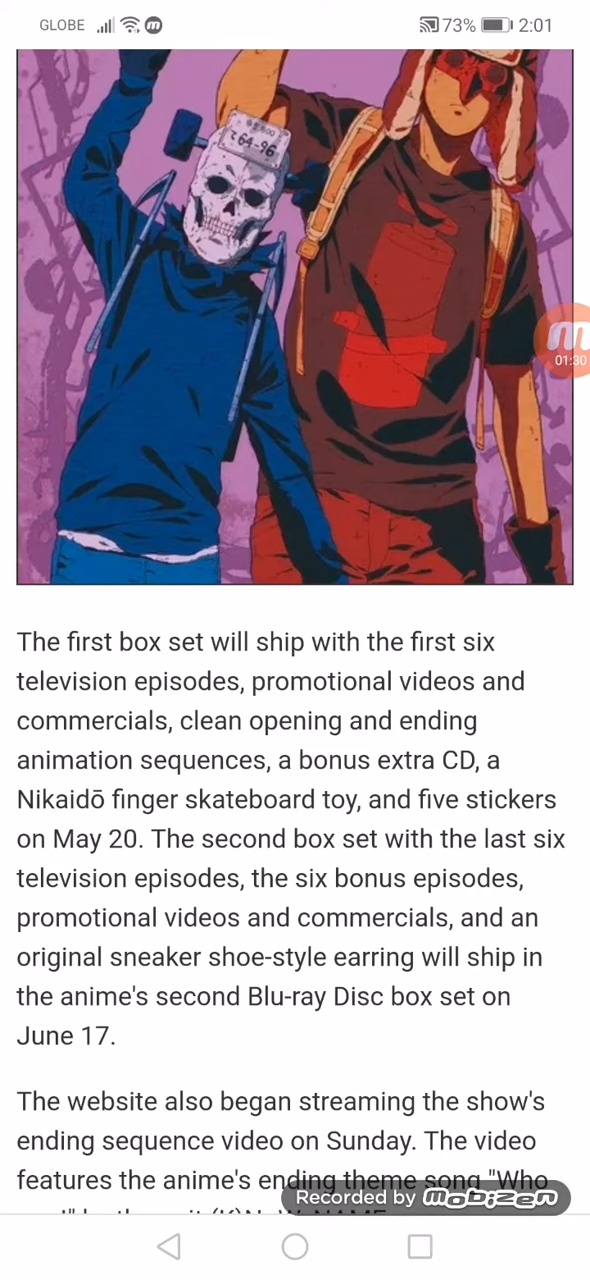 GLOBE 73% 2:01
64-96
01:30
The first box set will ship with the first six
television episodes, promotional videos and
commercials, clean opening and ending
animation sequences, a bonus extra CD, a
Nikaidō finger skateboard toy, and five stickers
on May 20. The second box set with the last six
television episodes, the six bonus episodes,
promotional videos and commercials, and an
original sneaker shoe-style earring will ship in
the anime's second Blu-ray Disc box set on
June 17.
The website also began streaming the show's
ending sequence video on Sunday. The video
features the anime's ending theme song "Who
Recorded by mobizen